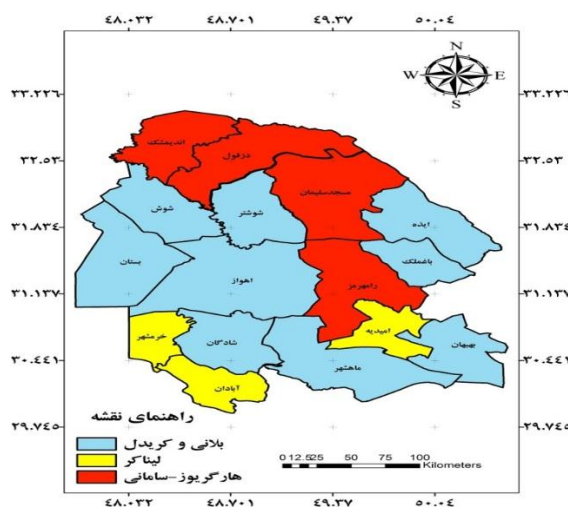 ۴۸.۰۳۲ ۴۸.۷۰۱ ۴۹.۳۷ ۵۰.۰۴
N
W E
S
۳۳.۲۲۶ ۳۳.۲۲۶
اندیمشک
دزفول
۳۲.۵۳ ۳۲.۵۳
مسجدسلیمان
شوش
شوشتر
ایذه
۳۱.۸۳۴ ۳۱.۸۳۴
بستان
باغملک
اهواز
رامهرمز
۳۱.۱۳۷ ۳۱.۱۳۷
خرمشهر
شادگان
امیدیه
بهبهان
۳۰.۴۴۱ ۳۰.۴۴۱
ماهشهر
آبادان
راهنمای نقشه
بلانی و کریدل
لیناکر
هارگریوز-سامانی
۲۹.۷۴۵ ۲۹.۷۴۵
0 12.5 25 50 75 100
Kilometers
۴۸.۰۳۲ ۴۸.۷۰۱ ۴۹.۳۷ ۵۰.۰۴